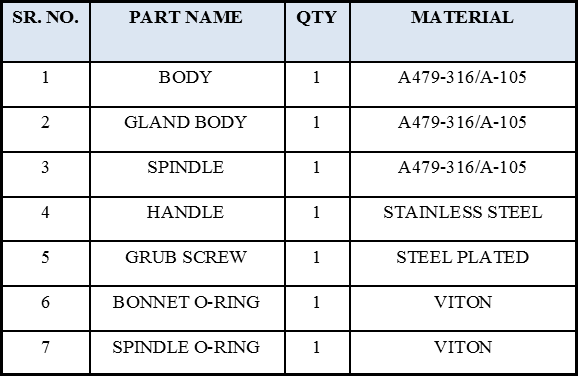 SR. NO. PART NAME QTY MATERIAL
1 BODY 1 A479-316/A-105
2 GLAND BODY 1 A479-316/A-105
3 SPINDLE 1 A479-316/A-105
4 HANDLE 1 STAINLESS STEEL
5 GRUB SCREW 1 STEEL PLATED
6 BONNET O-RING 1 VITON
7 SPINDLE O-RING 1 VITON